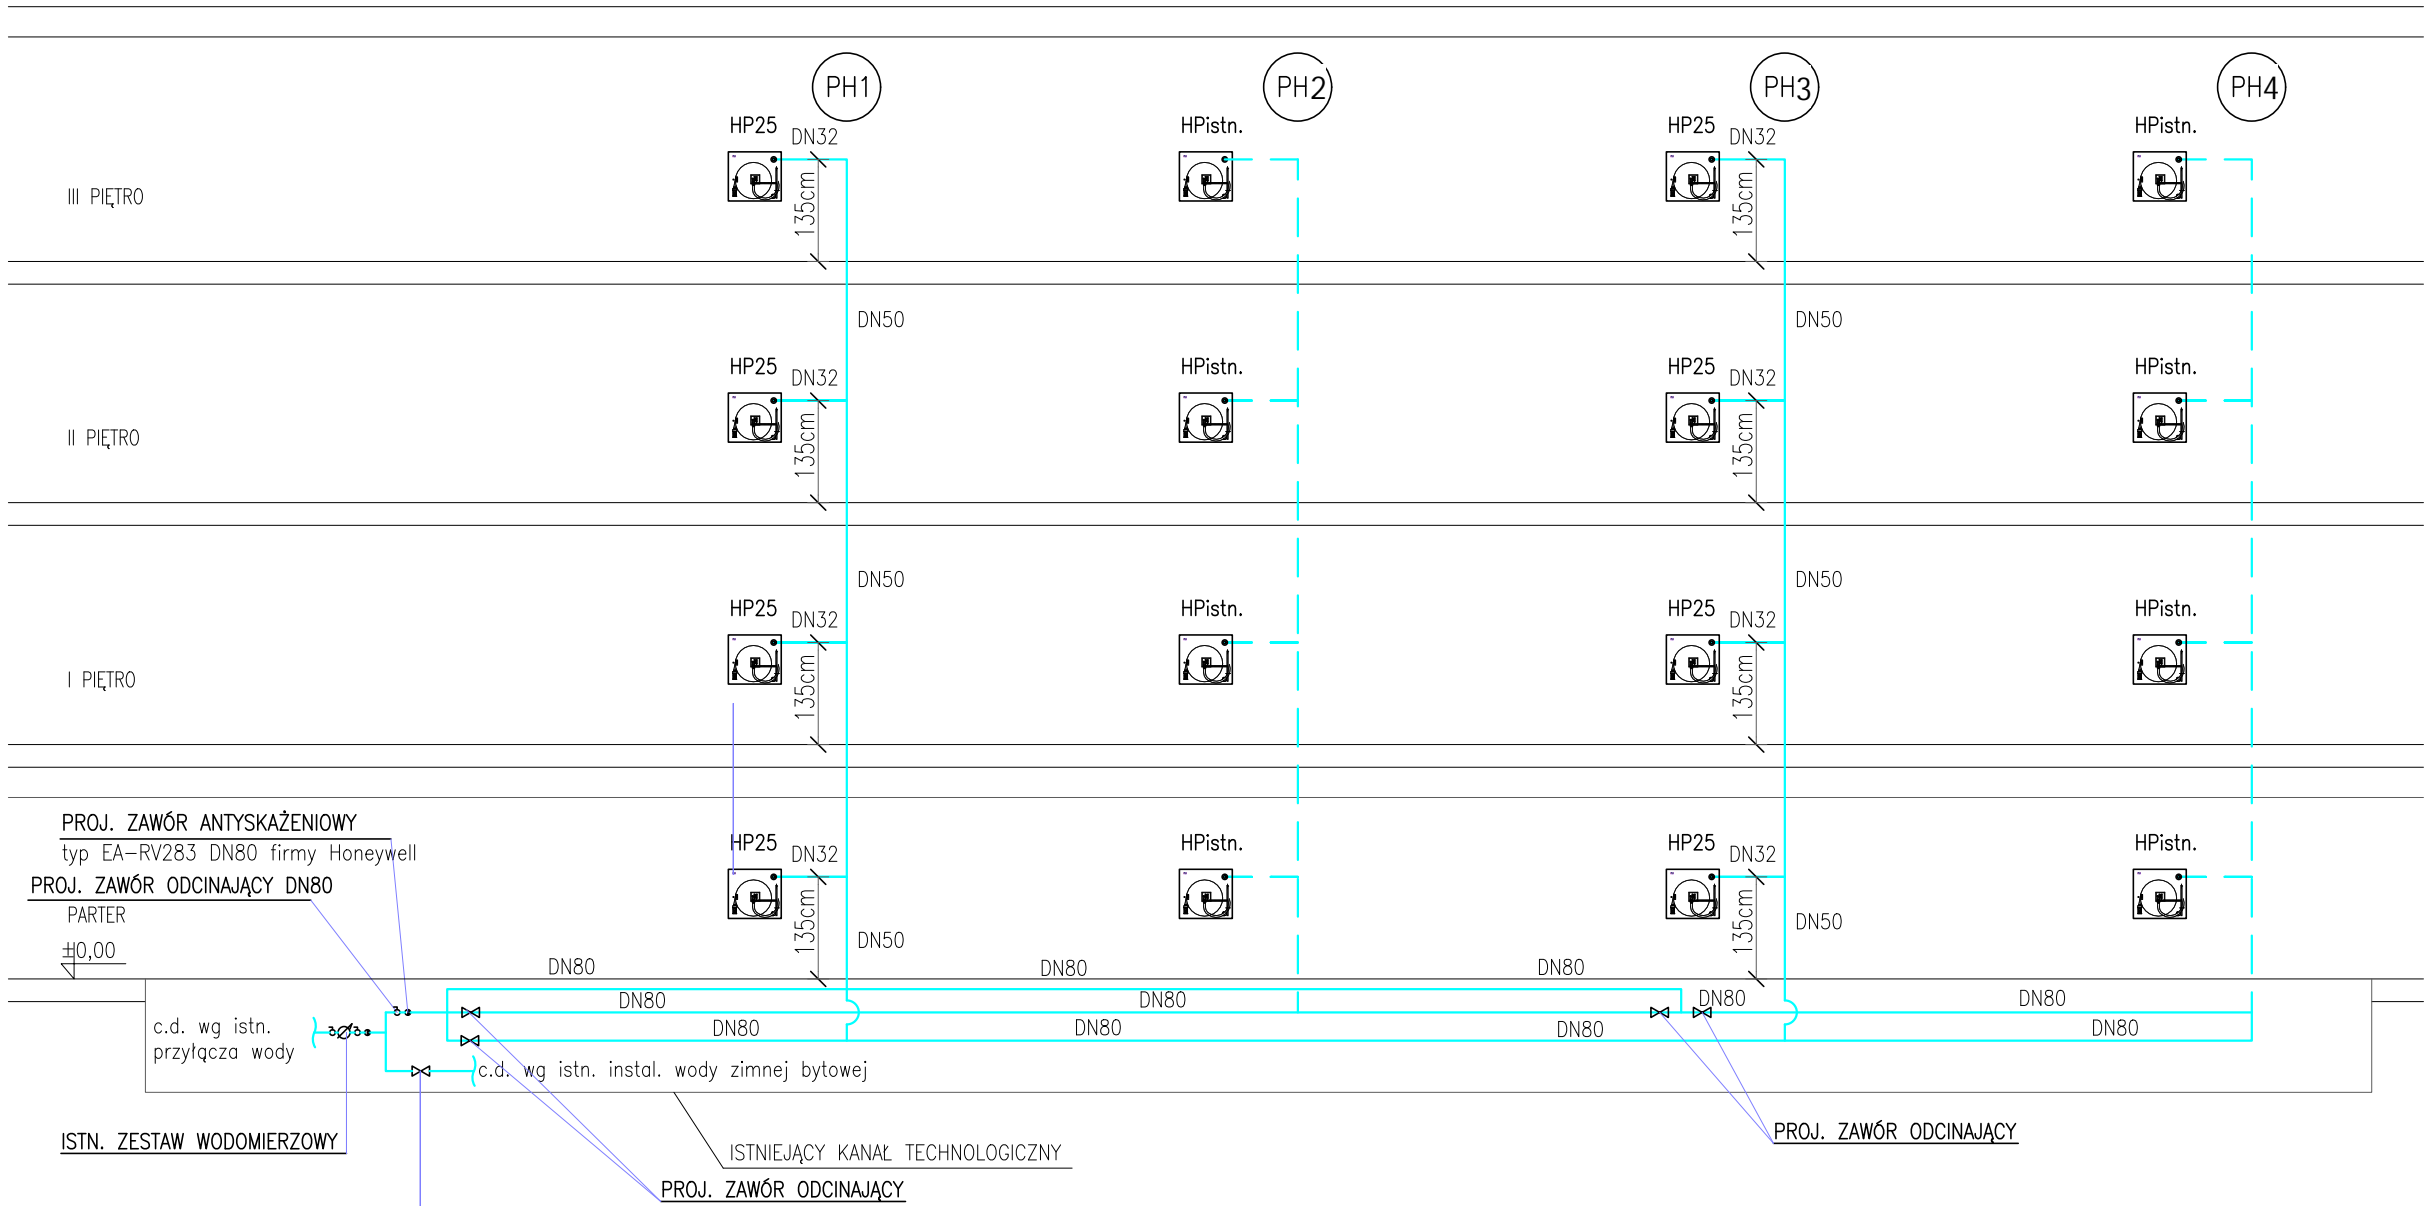 PH1 PH2 PH3 PH4
HP25 DN32 HPistn. HP25 DN32 HPistn.
135cm 135cm
III PIĘTRO
DN50 DN50
HP25 DN32 HPistn. HP25 DN32 HPistn.
135cm 135cm
II PIĘTRO
DN50 DN50
HP25 DN32 HPistn. HP25 DN32 HPistn.
135cm 135cm
I PIĘTRO
PROJ. ZAWÓR ANTYSKAŻENIOWY
typ EA-RV283 DN80 firmy Honeywell
PROJ. ZAWÓR ODCINAJĄCY DN80
HP25 DN32 HPistn. HP25 DN32 HPistn.
135cm 135cm
PARTER
±0,00
DN50 DN50
DN80 DN80 DN80
DN80 DN80 DN80 DN80
DN80 DN80 DN80 DN80
c.d. wg istn.
przyłącza wody
c.d. wg istn. instal. wody zimnej bytowej
ISTN. ZESTAW WODOMIERZOWY
ISTNIEJĄCY KANAŁ TECHNOLOGICZNY
PROJ. ZAWÓR ODCINAJĄCY
PROJ. ZAWÓR ODCINAJĄCY